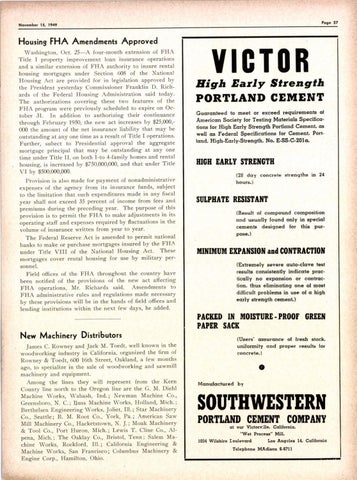 November 15, 1949
Page 27
Housing FHA Amendments Approved
Washington, Oct. 25—A four-month extension of FHA
Title I property improvement loan insurance operations
and a similar extension of FHA authority to insure rental
housing mortgages under Section 608 of the National
Housing Act are provided for in legislation approved by
the President yesterday Commissioner Franklin D. Rich-
ards of the Federal Housing Administration said today.
The authorizations covering these two features of the
FHA program were previously scheduled to expire on Oc-
tober 31. In addition to authorizing their continuance
through February 1950, the new act increases by $25,000,-
000 the amount of the net insurance liability that may be
outstanding at any one time as a result of Title I operations.
Further, subject to Presidential approval the aggregate
mortgage principal that may be outstanding at any one
time under Title II, on both 1-to 4-family homes and rental
housing, is increased by $750,000,000, and that under Title
VI by $500,000,000.
Provision is also made for payment of nonadministrative
expenses of the agency from its insurance funds, subject
to the limitation that such expenditures made in any fiscal
year shall not exceed 35 percent of income from fees and
premiums during the preceding year. The purpose of this
provision is to permit the FHA to make adjustments in its
operating staff and expenses required by fluctuations in the
volume of insurance written from year to year.
The Federal Reserve Act is amended to permit national
banks to make or purchase mortgages insured by the FHA
under Title VIII of the National Housing Act. These
mortgages cover rental housing for use by military per-
sonnel.
Field offices of the FHA throughout the country have
been notified of the provisions of the new act affecting
FHA operations, Mr. Richards said. Amendments to
FHA administrative rules and regulations made necessary
by these provisions will be in the hands of field offices and
lending institutions within the next few days, he added.
New Machinery Distributors
James C. Rowney and Jack M. Toedt, well known in the
woodworking industry in California, organized the firm of
Rowney & Toedt, 600 16th Street, Oakland, a few months
ago, to specialize in the sale of woodworking and sawmill
machinery and equipment.
Among the lines they will represent from the Kern
County line north to the Oregon line are the G. M. Diehl
Machine Works, Wabash, Ind.; Newman Machine Co.,
Greensboro, N. C.; Buss Machine Works, Holland, Mich.;
Bertholsen Engineering Works, Joliet, Ill.; Star Machinery
Co., Seattle; B. M. Root Co., York, Pa.; American Saw
Mill Machinery Co., Hacketstown, N. J.; Monk Machinery
& Tool Co., Port Huron, Mich.; Lewis T. Cline Co., Al-
pena, Mich.; The Oakley Co., Bristol, Tenn.; Salem Ma-
chine Works, Rockford, Ill.; California Engineering &
Machine Works, San Francisco; Columbus Machinery &
Engine Corp., Hamilton, Ohio.
VICTOR
High Early Strength
PORTLAND CEMENT
Guaranteed to meet or exceed requirements of
American Society for Testing Materials Specifica-
tions for High Early Strength Portland Cement, as
well as Federal Specifications for Cement, Port-
land, High-Early-Strength, No. E-SS-C-201a.
HIGH EARLY STRENGTH
(28 day concrete strengths in 24
hours.)
SULPHATE RESISTANT
(Result of compound composition
and usually found only in special
cements designed for this pur-
pose.)
MINIMUM EXPANSION and CONTRACTION
(Extremely severe auto-clave test
results consistently indicate prac-
tically no expansion or contrac-
tion, thus eliminating one of most
difficult problems in use of a high
early strength cement.)
PACKED IN MOISTURE-PROOF GREEN
PAPER SACK
(Users' assurance of fresh stock,
uniformity and proper results for
concrete.)
Manufactured by
SOUTHWESTERN
PORTLAND CEMENT COMPANY
at our Victorville, California,
"Wet Process" Mill.
1034 Wilshire Boulevard Los Angeles 14, California
Telephone MAdison 6-8711